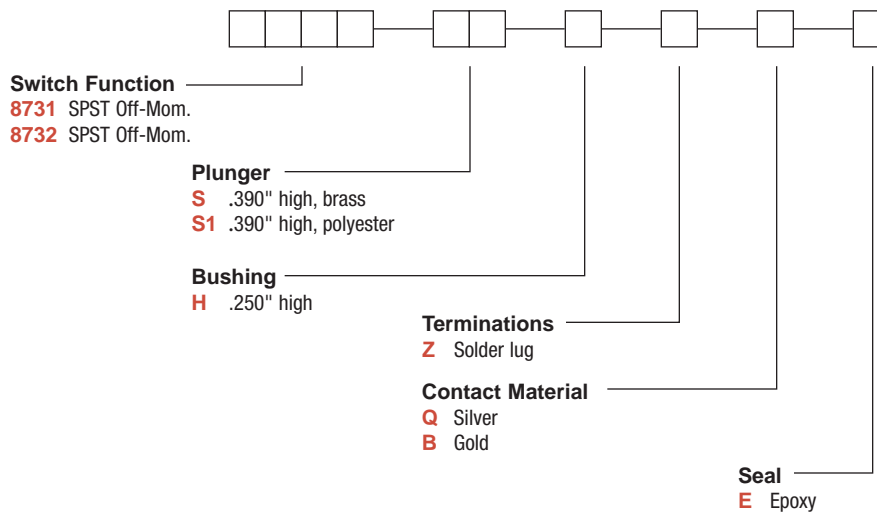 Switch Function
8731 SPST Off-Mom.
8732 SPST Off-Mom.
Plunger
S .390" high, brass
S1 .390" high, polyester
Bushing
H .250" high
Terminations
Z Solder lug
Contact Material
Q Silver
B Gold
Seal
E Epoxy